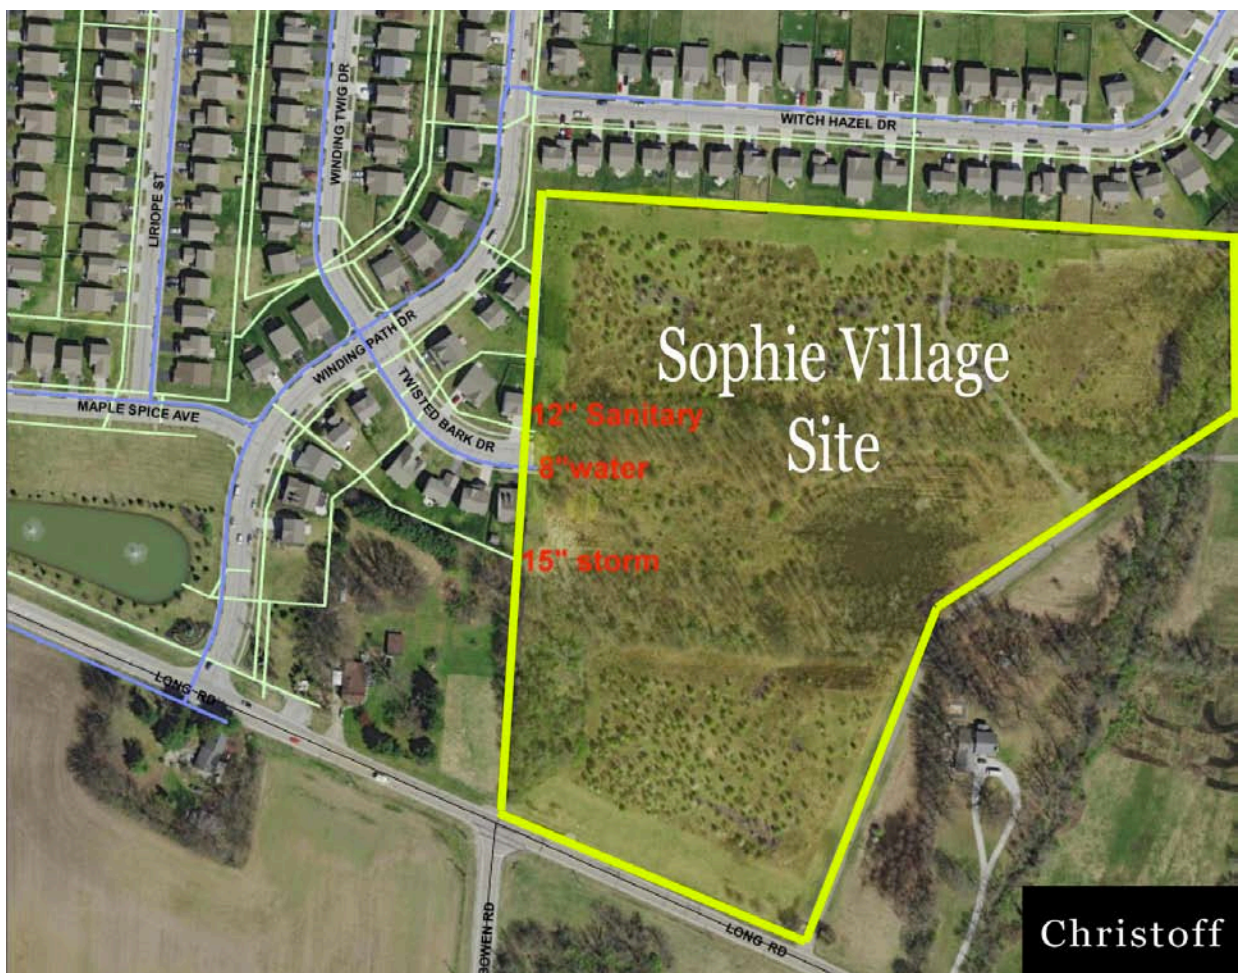 WITCH HAZEL DR
WINDING TWIG DR
LIRIOPE ST
Sophie Village
Site
WINDING PATH DR
MAPLE SPICE AVE
TWISTED BARK DR
12" Sanitary
8"water
15" storm
LONG RD
BOWEN RD
LONG RD
Christoff